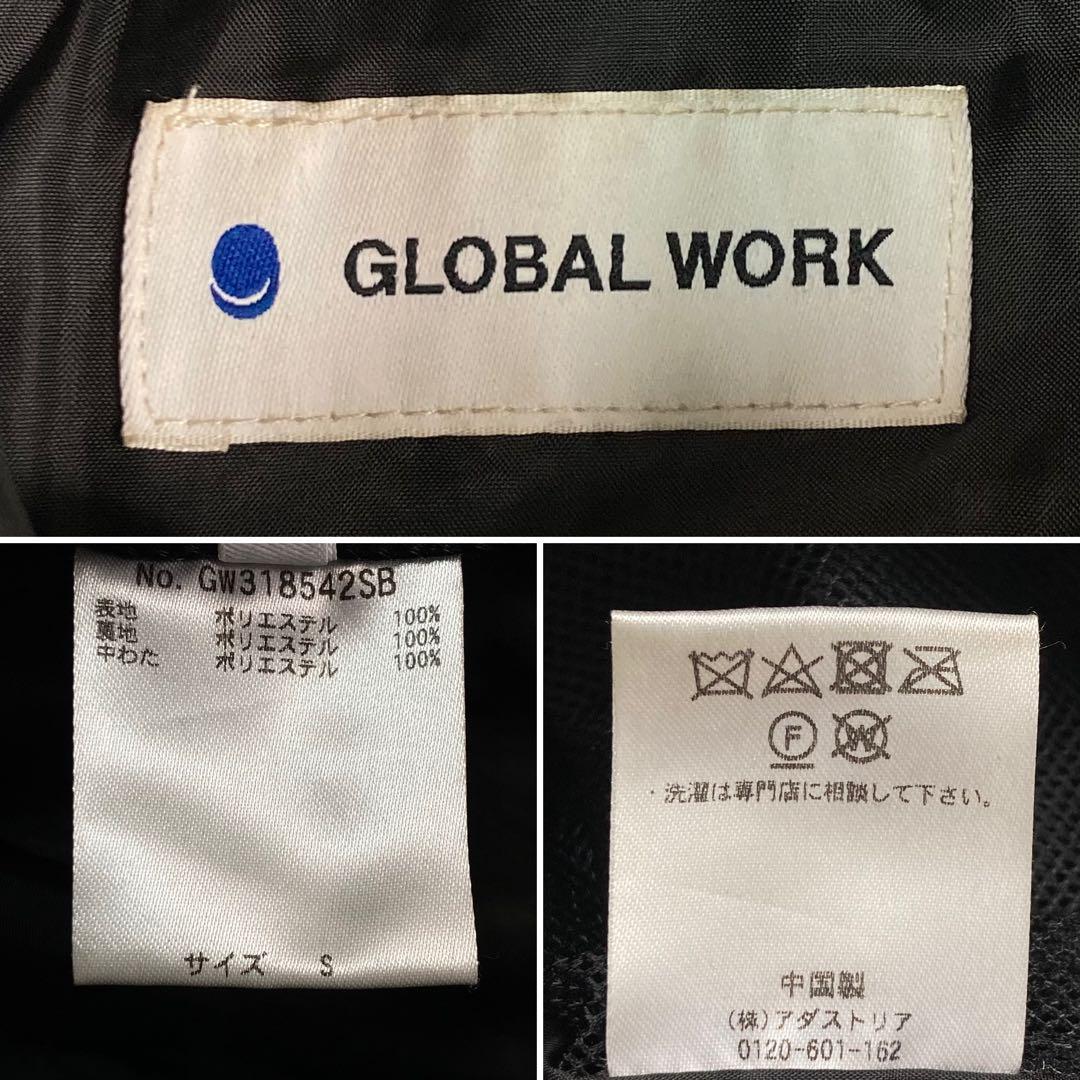 GLOBAL WORK
No. GW318542SB
表地 ポリエステル 100%
裏地 ポリエステル 100%
中わた ポリエステル 100%
サイズ S
F W
・洗濯は専門店に相談して下さい。
中国製
(株)アダストリア
0120-601-162